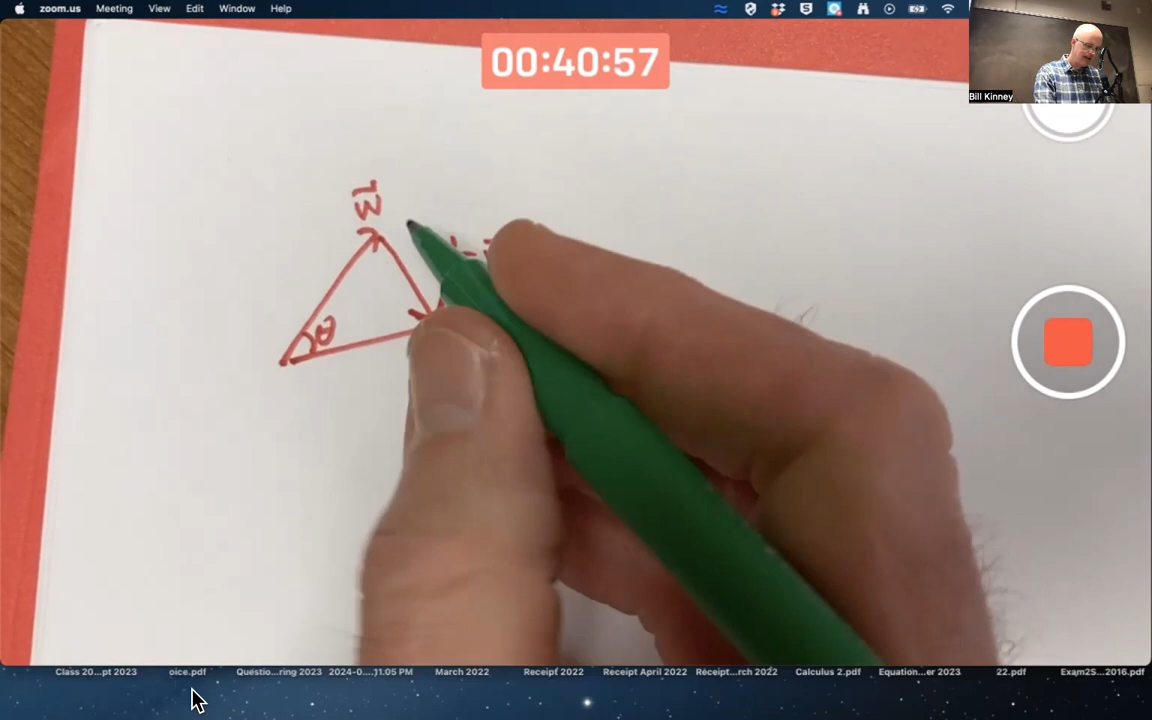 zoom.us Meeting View Edit Window Help
00:40:57
Bill Kinney
θ
Class 20...pt 2023 oice.pdf Questio...ring 2023 2024-0....11.05 PM March 2022 Receipt 2022 Receipt April 2022 Receipt...rch 2022 Calculus 2.pdf Equation...er 2023 22.pdf Exam2S...2016.pdf